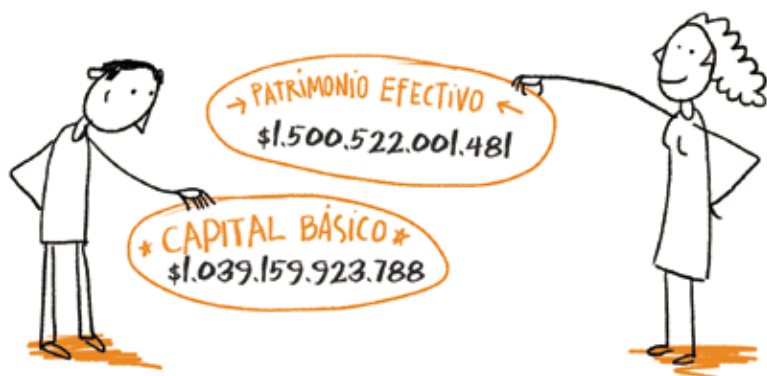 → PATRIMONIO EFECTIVO ←
$1.500.522.001.481
* CAPITAL BÁSICO *
$1.039.159.923.788